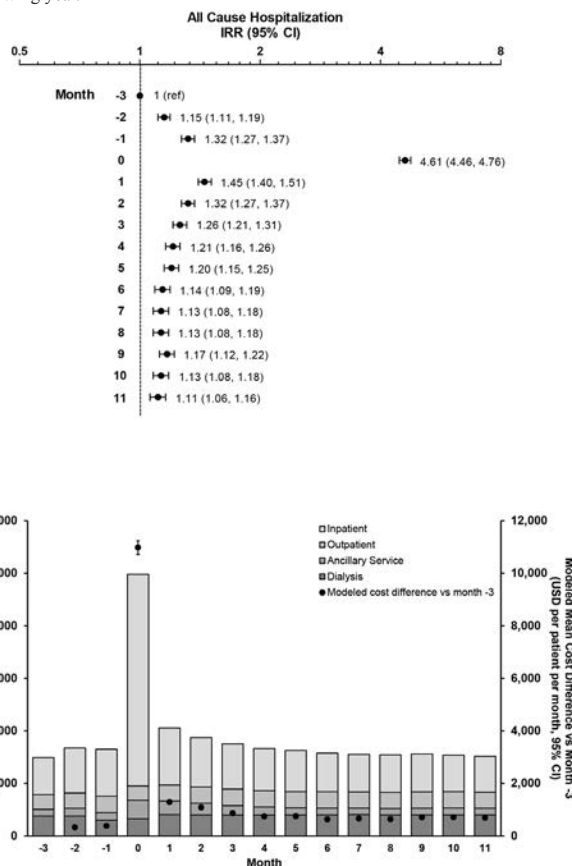 All Cause Hospitalization
IRR (95% CI)
0.5 1 2 4 8
Month -3 1 (ref)
-2 1.15 (1.11, 1.19)
-1 1.32 (1.27, 1.37)
0 4.61 (4.46, 4.76)
1 1.45 (1.40, 1.51)
2 1.32 (1.27, 1.37)
3 1.26 (1.21, 1.31)
4 1.21 (1.16, 1.26)
5 1.20 (1.15, 1.25)
6 1.14 (1.09, 1.19)
7 1.13 (1.08, 1.18)
8 1.13 (1.08, 1.18)
9 1.17 (1.12, 1.22)
10 1.13 (1.08, 1.18)
11 1.11 (1.06, 1.16)
Inpatient
Outpatient
Ancillary Service
Dialysis
Modeled cost difference vs month -3
,000
,000
,000
,000
,000
,000
0
12,000
10,000
8,000
6,000
4,000
2,000
0
Modeled Mean Cost Difference vs Month -3
(USD per patient per month, 95% CI)
-3 -2 -1 0 1 2 3 4 5 6 7 8 9 10 11
Month